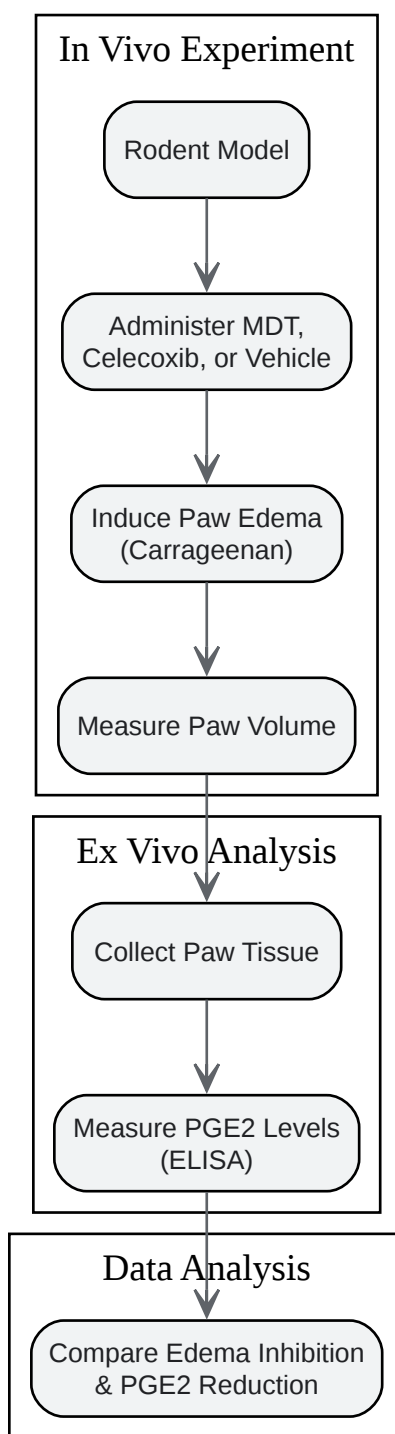 In Vivo Experiment
Rodent Model
Administer MDT,
Celecoxib, or Vehicle
Induce Paw Edema
(Carrageenan)
Measure Paw Volume
Ex Vivo Analysis
Collect Paw Tissue
Measure PGE2 Levels
(ELISA)
Data Analysis
Compare Edema Inhibition
& PGE2 Reduction